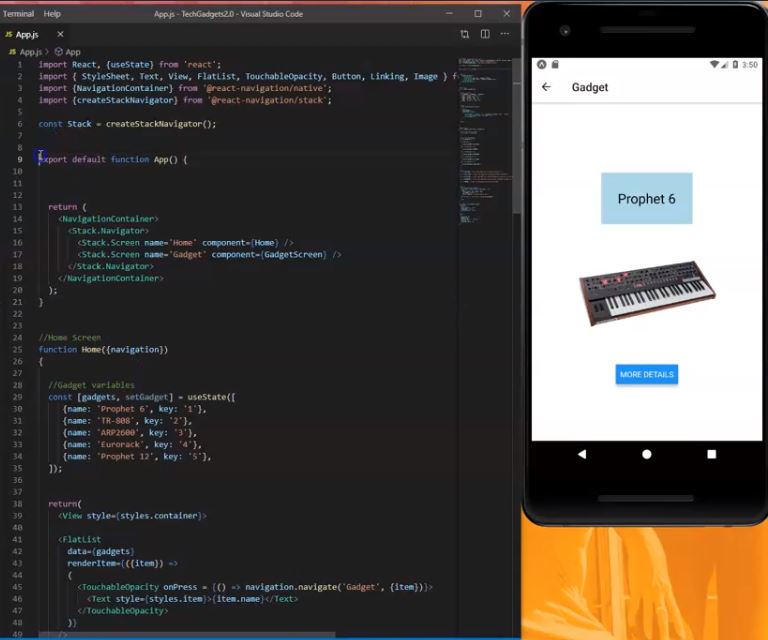 Terminal Help App.js - TechGadgets2.0 - Visual Studio Code
JS App.js ×
JS App.js > App
1 import React, {useState} from 'react';
2 import { StyleSheet, Text, View, FlatList, TouchableOpacity, Button, Linking, Image } f
3 import {NavigationContainer} from '@react-navigation/native';
4 import {createStackNavigator} from '@react-navigation/stack';
5
6 const Stack = createStackNavigator();
7
8
9 export default function App() {
10
11
12
13 return (
14 <NavigationContainer>
15 <Stack.Navigator>
16 <Stack.Screen name='Home' component={Home} />
17 <Stack.Screen name='Gadget' component={GadgetScreen} />
18 </Stack.Navigator>
19 </NavigationContainer>
20 );
21 }
22
23
24 //Home Screen
25 function Home({navigation})
26 {
27
28 //Gadget variables
29 const [gadgets, setGadget] = useState([
30 {name: 'Prophet 6', key: '1'},
31 {name: 'TR-808', key: '2'},
32 {name: 'ARP2600', key: '3'},
33 {name: 'Eurorack', key: '4'},
34 {name: 'Prophet 12', key: '5'},
35 ]);
36
37
38 return(
39 <View style={styles.container}>
40
41 <FlatList
42 data={gadgets}
43 renderItem={(({item}) =>
44 (
45 <TouchableOpacity onPress = {() => navigation.navigate('Gadget', {item})}>
46 <Text style={styles.item}>{item.name}</Text>
47 </TouchableOpacity>
48 )}
49 />
3:50
Gadget
Prophet 6
MORE DETAILS